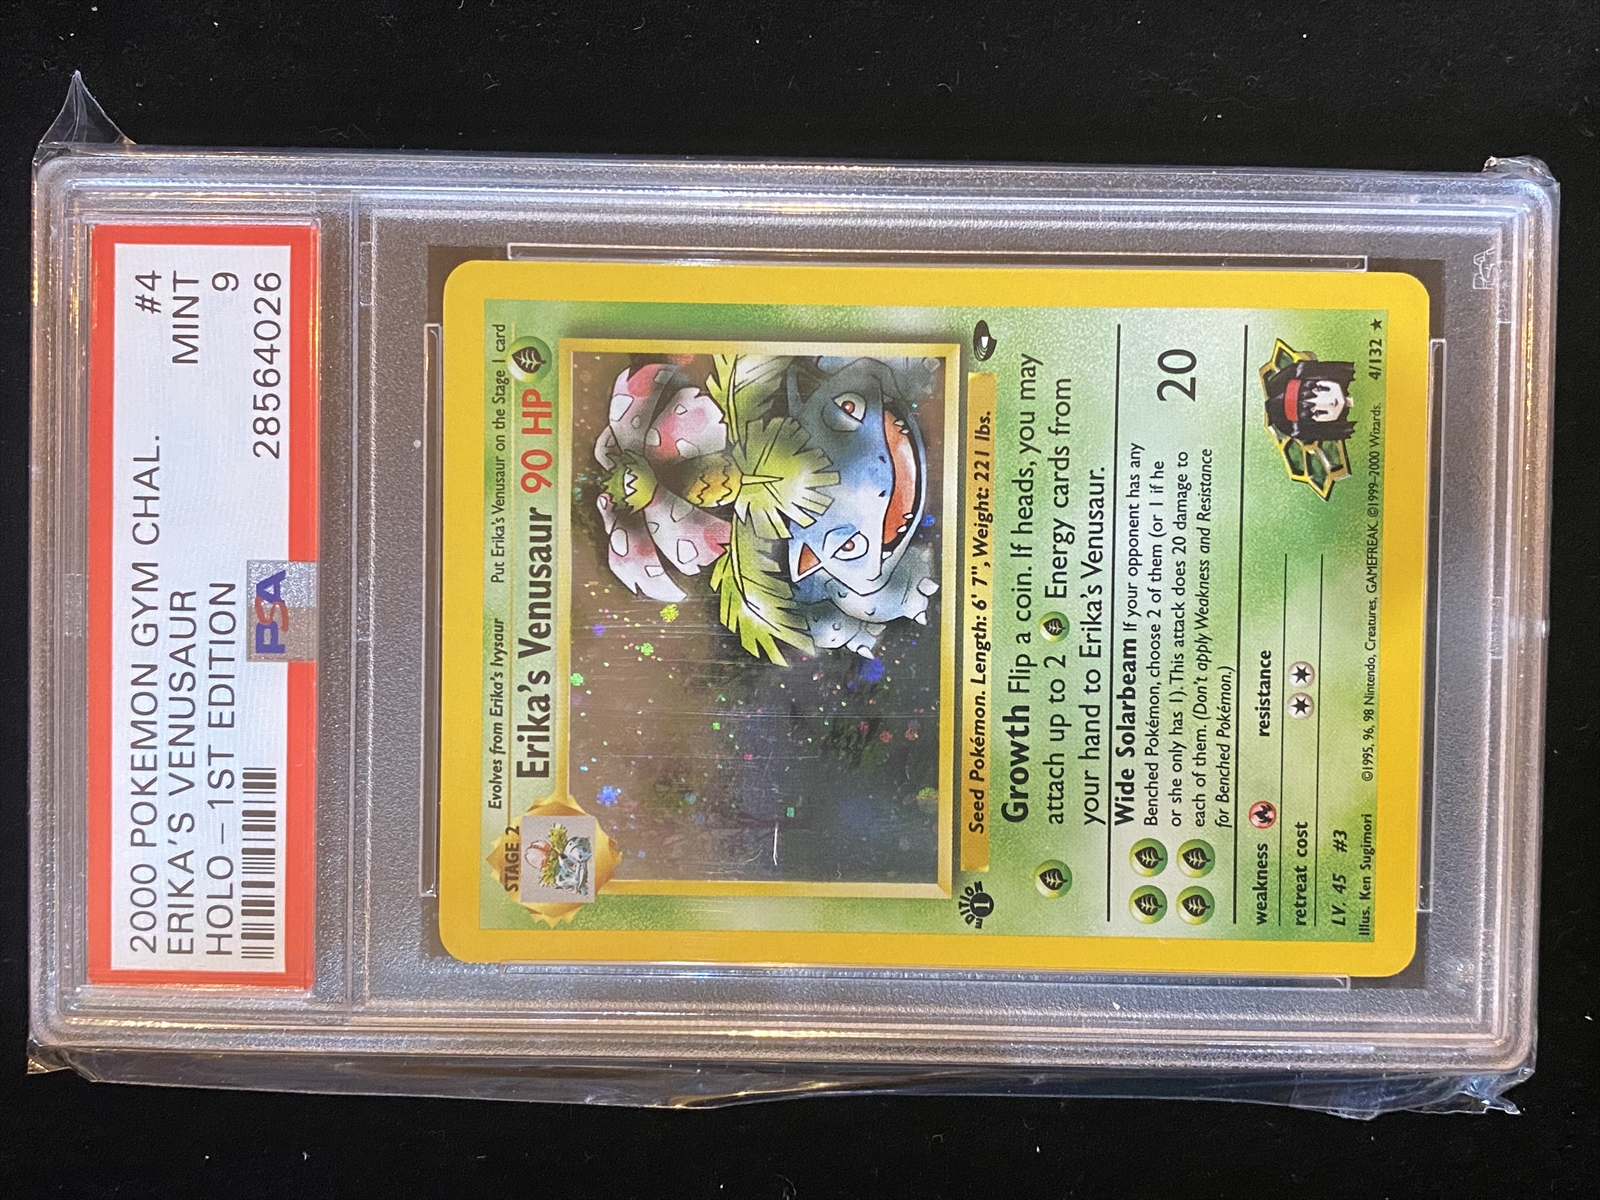 2000 POKEMON GYM CHAL. #4
ERIKA'S VENUSAUR MINT
HOLO - 1ST EDITION 9
28564026
PSA
STAGE 2
Evolves from Erika's Ivysaur Put Erika's Venusaur on the Stage 1 card
Erika's Venusaur 90 HP
EDITION
1
Seed Pokémon. Length: 6' 7", Weight: 221 lbs.
Growth Flip a coin. If heads, you may
attach up to 2 Energy cards from
your hand to Erika's Venusaur.
Wide Solarbeam If your opponent has any
Benched Pokémon, choose 2 of them (or 1 if he
or she only has 1). This attack does 20 damage to
each of them. (Don't apply Weakness and Resistance
for Benched Pokémon.)
20
weakness resistance
retreat cost
LV. 45 #3
Illus. Ken Sugimori ©1995, 96, 98 Nintendo, Creatures, GAMEFREAK. ©1999-2000 Wizards. 4/132 ★